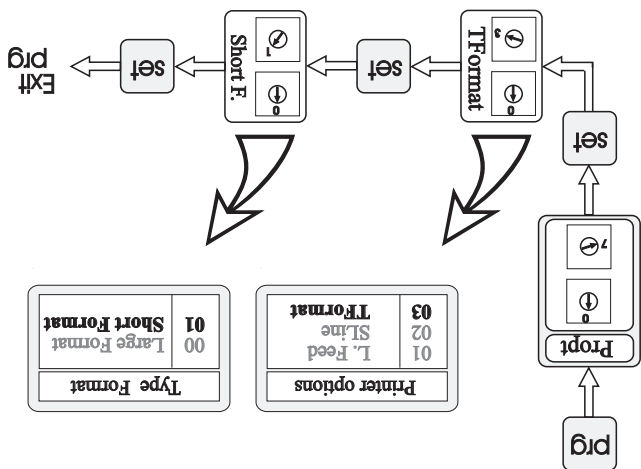 prg
Propt
0
7
set
Printer options
01 L. Feed
02 SLine
03 TFormat
Type Format
00 Large Format
01 Short Format
TFormat
0
3
set
Short F.
0
1
set
Exit
prg